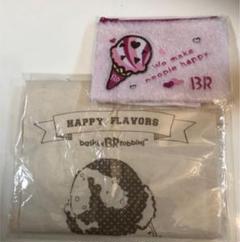 We make
people happy.
BR
HAPPY FLAVORS
baskin BR robbins